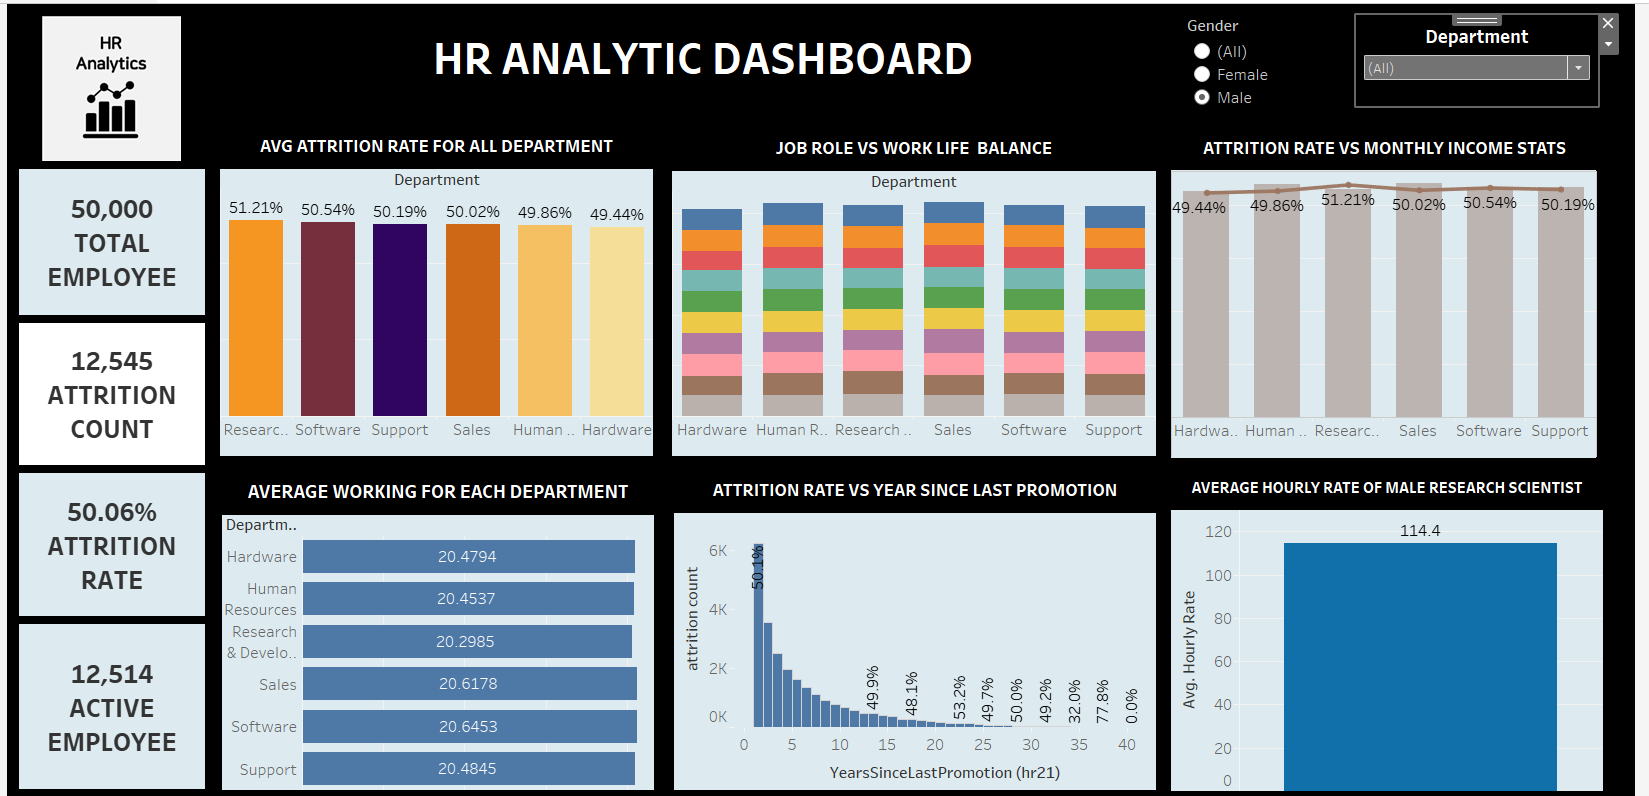 HR
Analytics
HR ANALYTIC DASHBOARD
Gender
(All)
Female
Male
Department
(All)
50,000
TOTAL
EMPLOYEE
12,545
ATTRITION
COUNT
50.06%
ATTRITION
RATE
12,514
ACTIVE
EMPLOYEE
AVG ATTRITION RATE FOR ALL DEPARTMENT
Department
51.21% 50.54% 50.19% 50.02% 49.86% 49.44%
Researc.. Software Support Sales Human .. Hardware
JOB ROLE VS WORK LIFE BALANCE
Department
Hardware Human R.. Research .. Sales Software Support
ATTRITION RATE VS MONTHLY INCOME STATS
49.44% 49.86% 51.21% 50.02% 50.54% 50.19%
Hardwa.. Human .. Researc.. Sales Software Support
AVERAGE WORKING FOR EACH DEPARTMENT
Departm..
Hardware 20.4794
Human
Resources 20.4537
Research
& Develo.. 20.2985
Sales 20.6178
Software 20.6453
Support 20.4845
ATTRITION RATE VS YEAR SINCE LAST PROMOTION
attrition count
6K
4K
2K
0K
50.1% 49.9% 48.1% 53.2% 49.7% 50.0% 49.2% 32.0% 77.8% 0.0%
0 5 10 15 20 25 30 35 40
YearsSinceLastPromotion (hr21)
AVERAGE HOURLY RATE OF MALE RESEARCH SCIENTIST
114.4
Avg. Hourly Rate
120
100
80
60
40
20
0